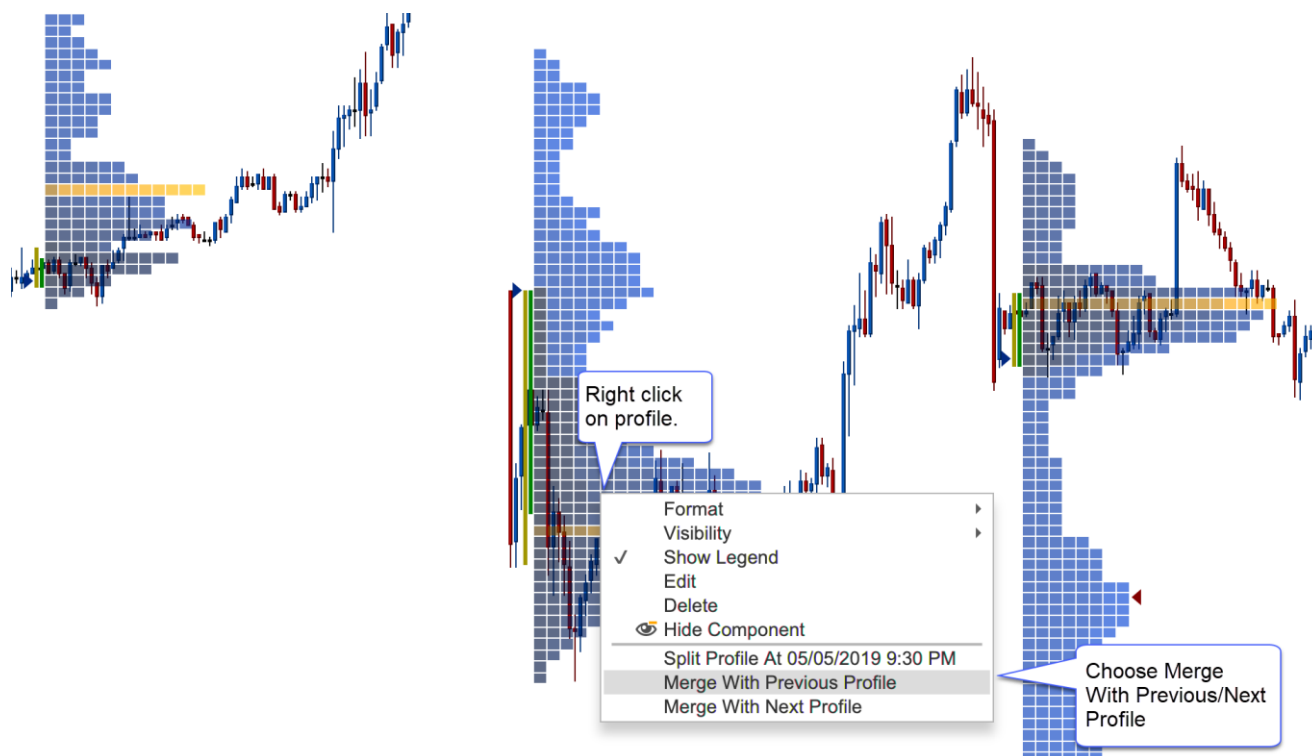 Right click
on profile.
Format
Visibility
✓ Show Legend
Edit
Delete
Hide Component
Split Profile At 05/05/2019 9:30 PM
Merge With Previous Profile
Merge With Next Profile
Choose Merge
With Previous/Next
Profile